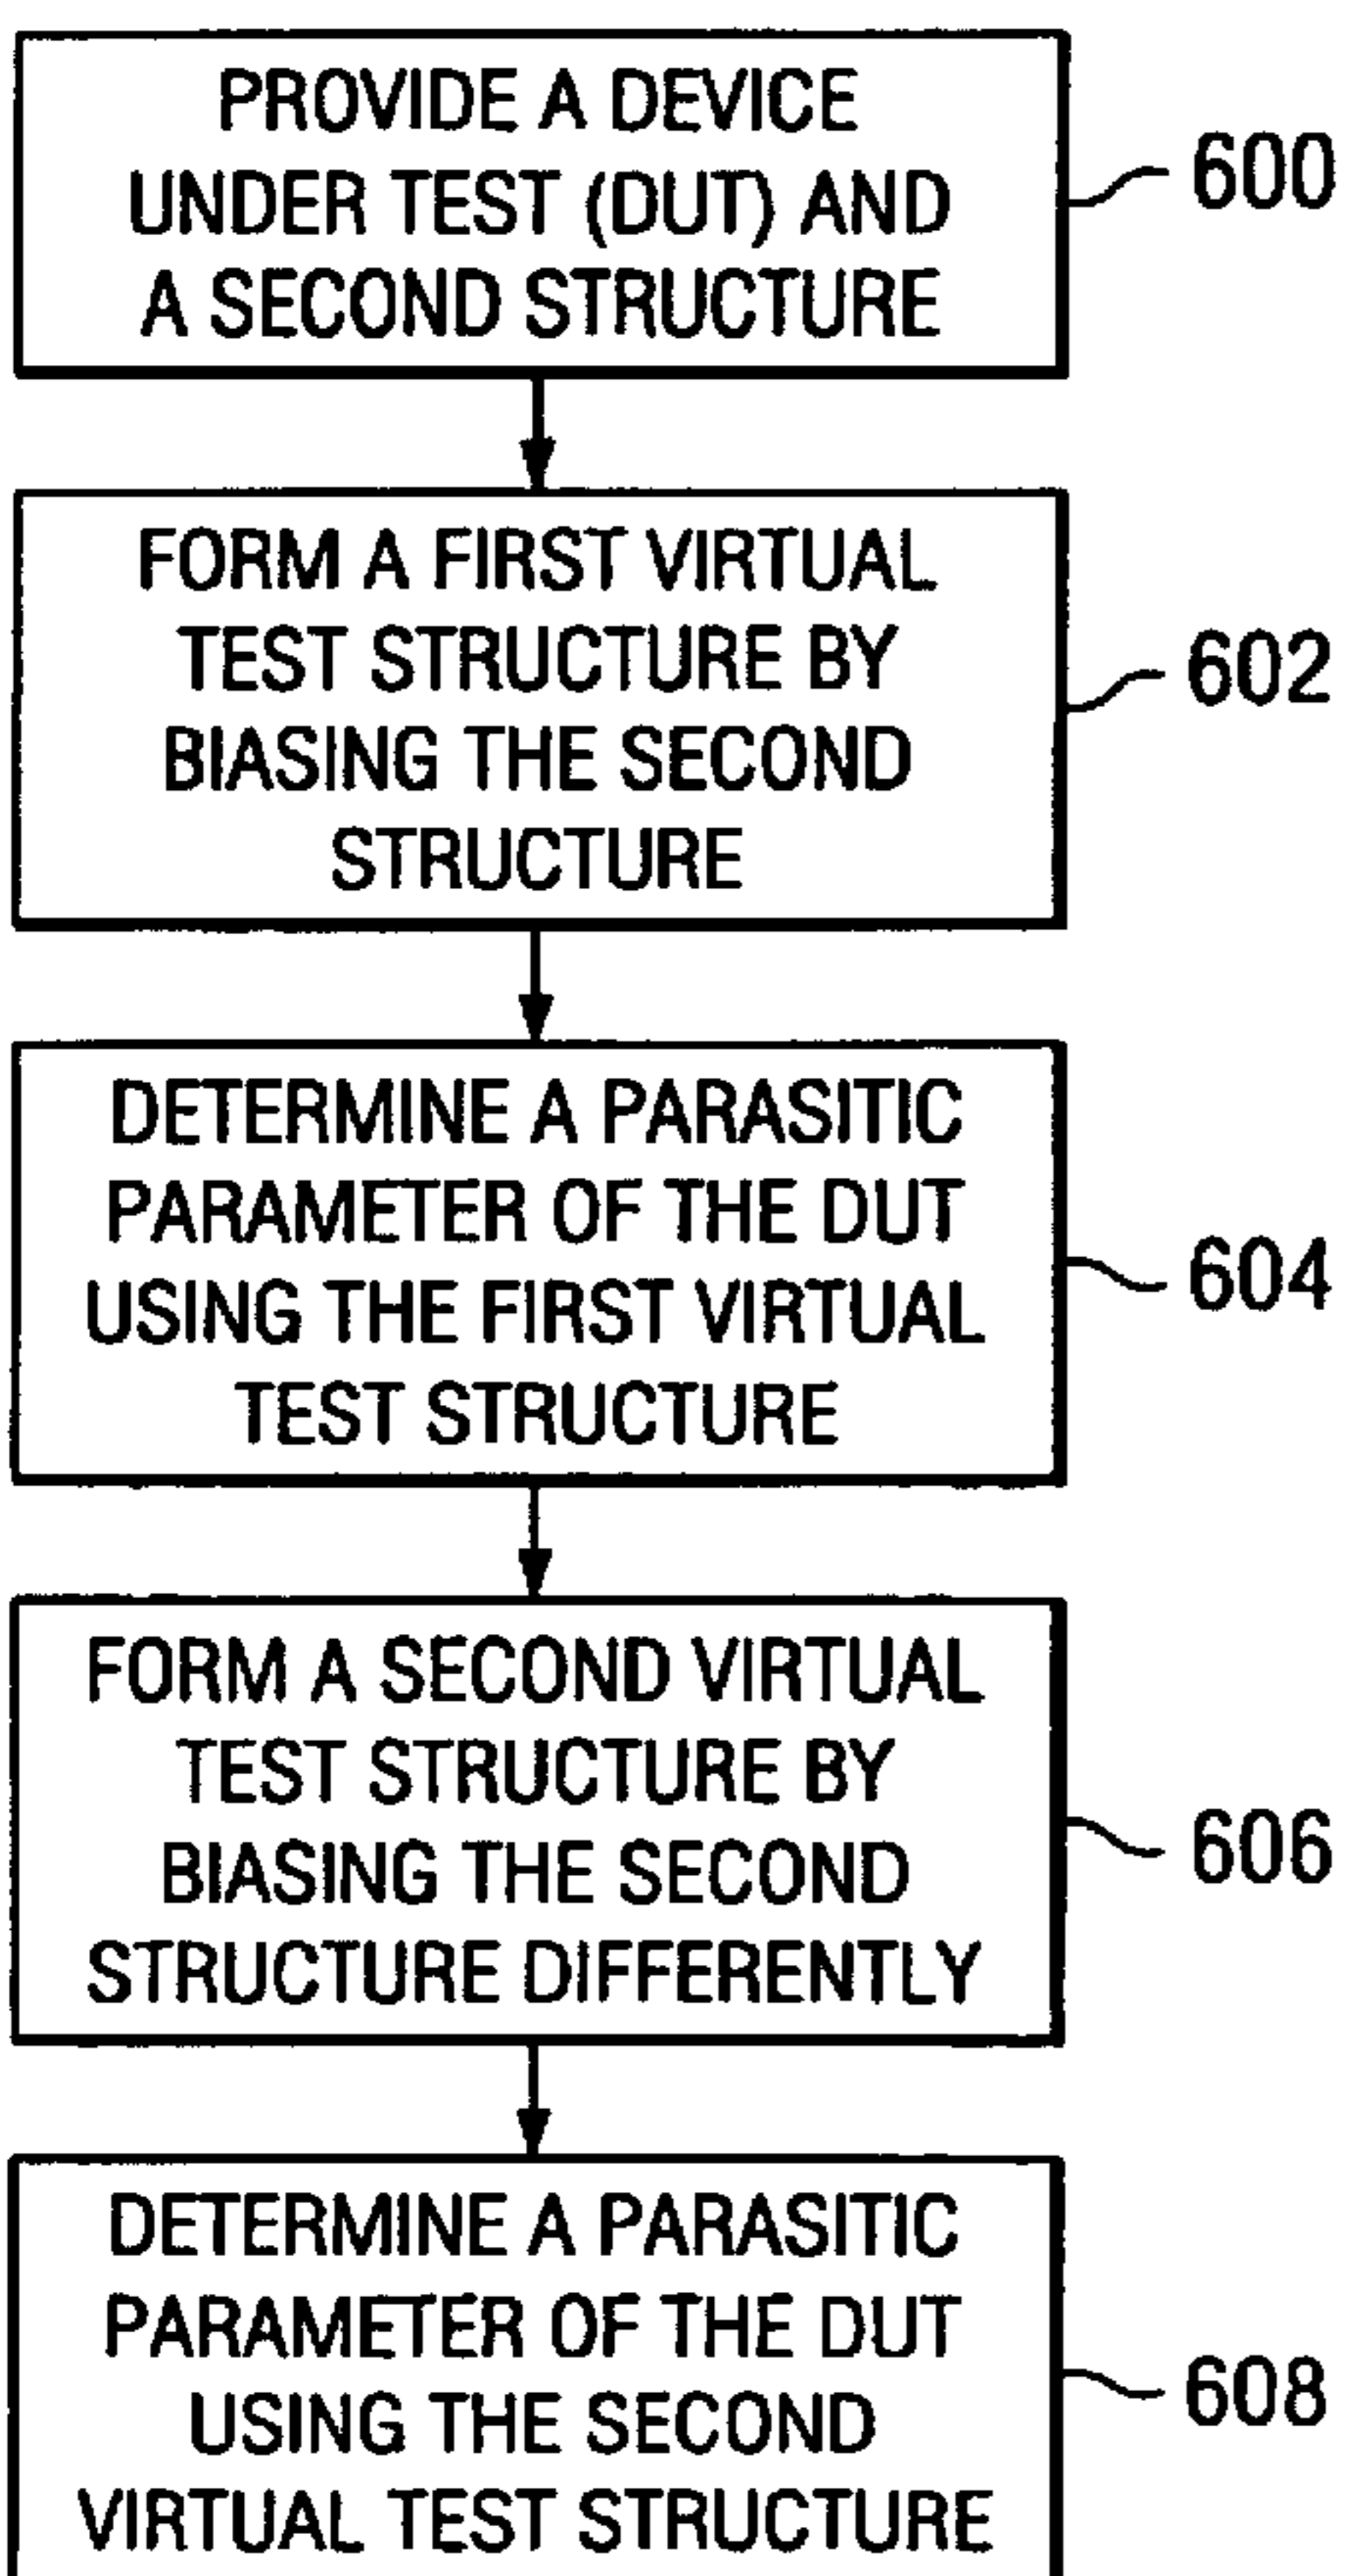 PROVIDE A DEVICE
UNDER TEST (DUT) AND
A SECOND STRUCTURE
600
FORM A FIRST VIRTUAL
TEST STRUCTURE BY
BIASING THE SECOND
STRUCTURE
602
DETERMINE A PARASITIC
PARAMETER OF THE DUT
USING THE FIRST VIRTUAL
TEST STRUCTURE
604
FORM A SECOND VIRTUAL
TEST STRUCTURE BY
BIASING THE SECOND
STRUCTURE DIFFERENTLY
606
DETERMINE A PARASITIC
PARAMETER OF THE DUT
USING THE SECOND
VIRTUAL TEST STRUCTURE
608